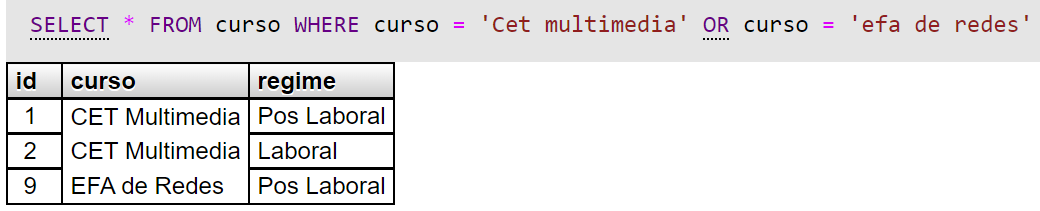 SELECT * FROM curso WHERE curso = 'Cet multimedia' OR curso = 'efa de redes'
id curso regime
1 CET Multimedia Pos Laboral
2 CET Multimedia Laboral
9 EFA de Redes Pos Laboral